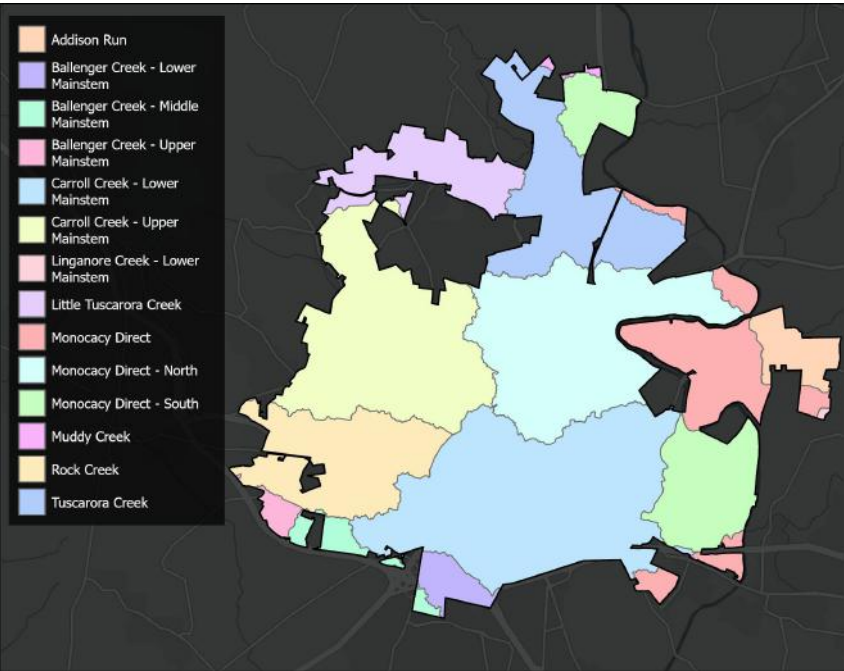 Addison Run
Ballenger Creek - Lower
Mainstem
Ballenger Creek - Middle
Mainstem
Ballenger Creek - Upper
Mainstem
Carroll Creek - Lower
Mainstem
Carroll Creek - Upper
Mainstem
Linganore Creek - Lower
Mainstem
Little Tuscarora Creek
Monocacy Direct
Monocacy Direct - North
Monocacy Direct - South
Muddy Creek
Rock Creek
Tuscarora Creek